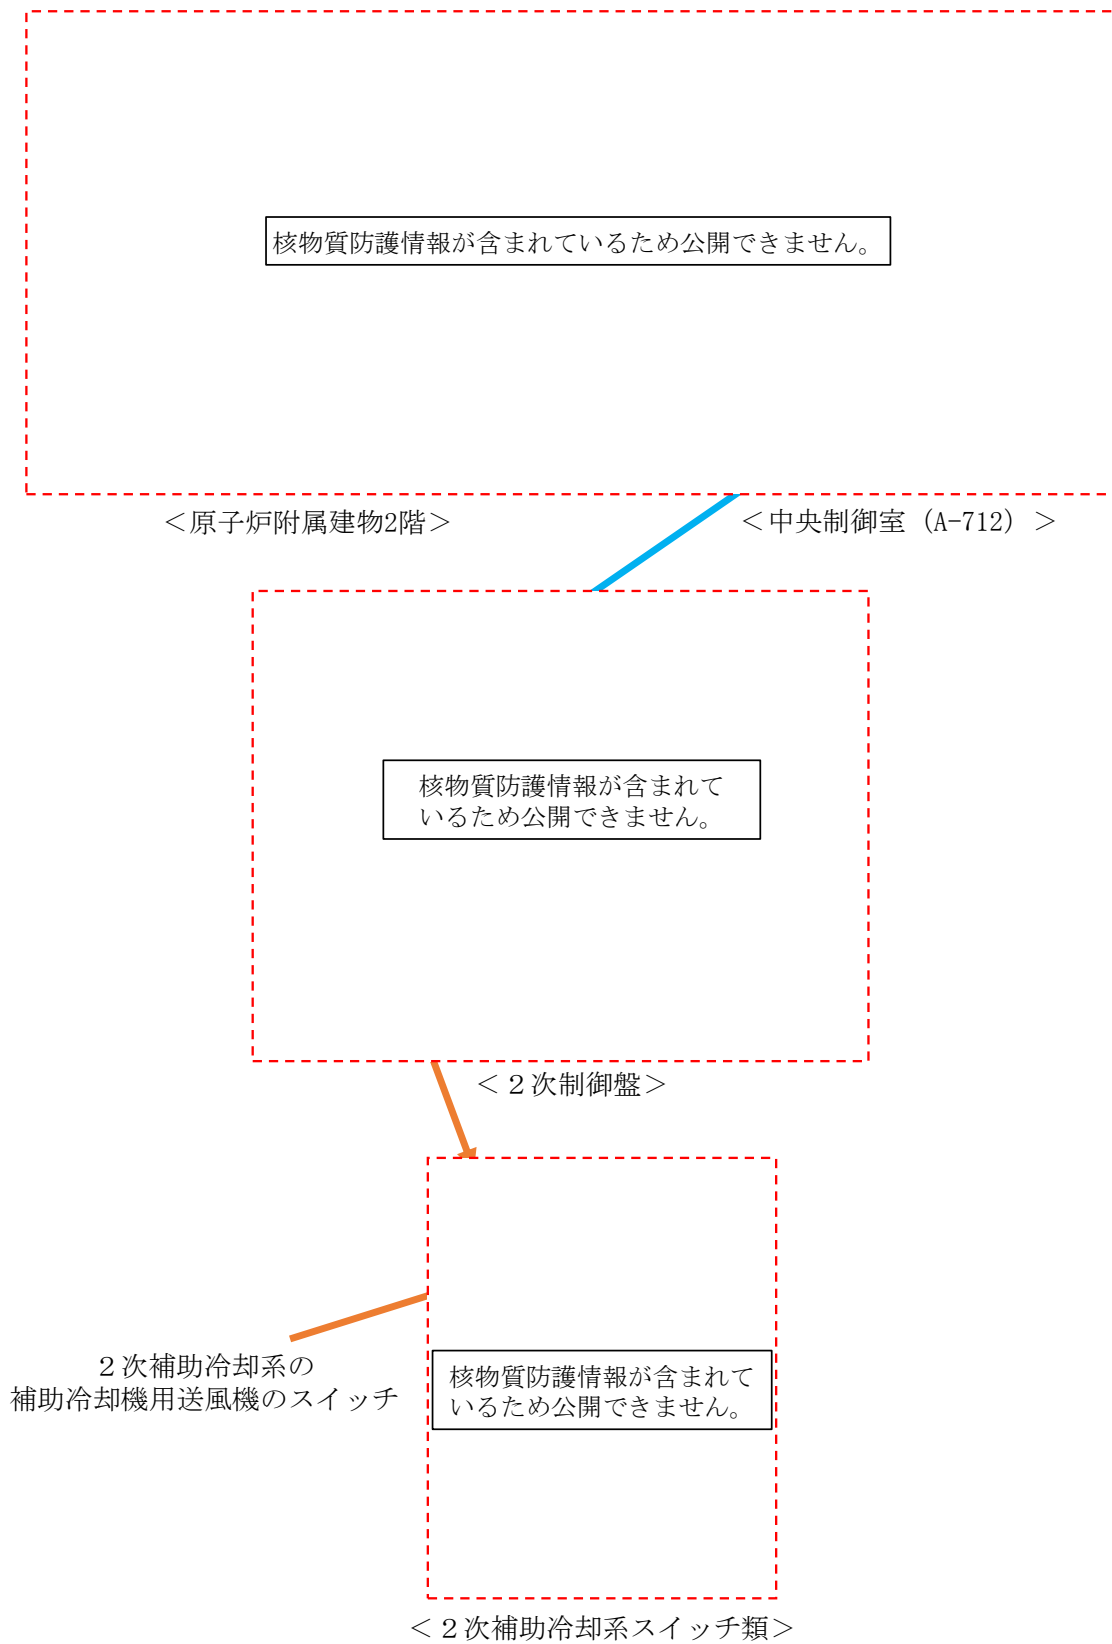 核物質防護情報が含まれているため公開できません。
＜原子炉附属建物2階＞
＜中央制御室（A-712）＞
核物質防護情報が含まれて
いるため公開できません。
＜２次制御盤＞
２次補助冷却系の
補助冷却機用送風機のスイッチ
核物質防護情報が含まれて
いるため公開できません。
＜２次補助冷却系スイッチ類＞